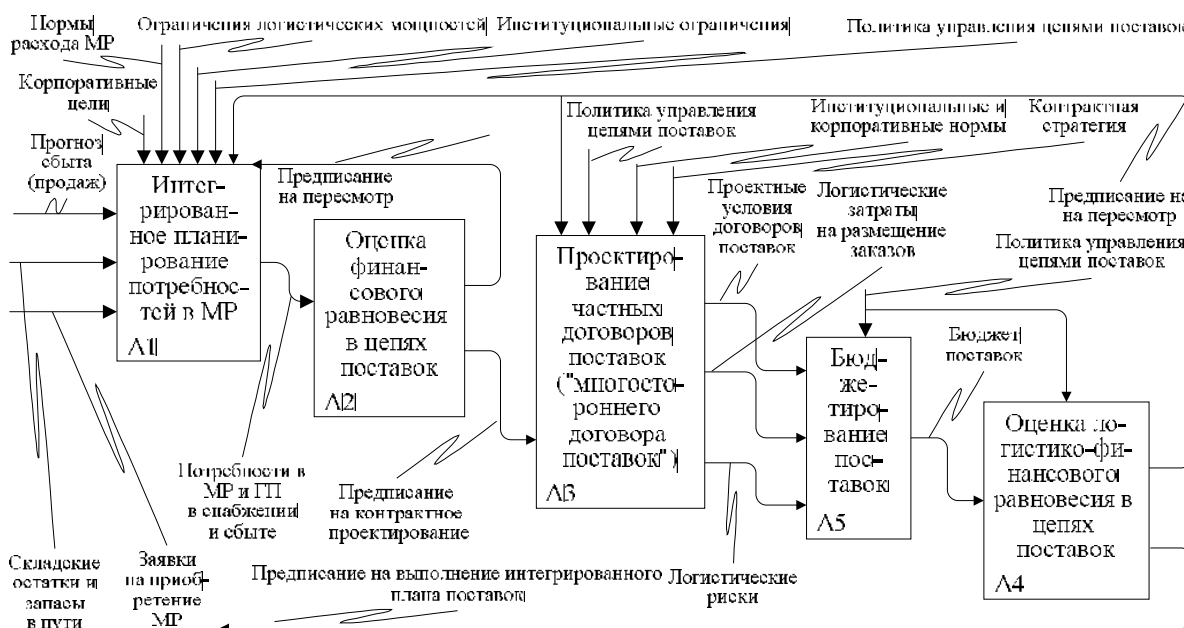 Нормы
расхода МР
Ограничения логистических мощностей
Институциональные ограничения
Политика управления цепями поставок
Корпоративные
цели
Прогноз
сбыта
(продаж)
Предписание
на пересмотр
Политика управления
цепями поставок
Институциональные и
корпоративные нормы
Контрактная
стратегия
Интег-
рирован-
ное плани-
рование
потребнос-
тей в МР
А1
Оценка
финан-
сового
равновесия
в цепях
поставок
А2
Проектиро-
вание
частных
договоров
поставок
("многосто-
роннего
договора
поставок")
А3
Проектные
условия
договоров
поставок
Логистические
затраты
на размещение
заказов
Предписание на
на пересмотр
Политика управления
цепями поставок
Бюд-
же-
тиро-
вание
пос-
тавок
А5
Бюджет
поставок
Оценка ло-
гистико-фи-
нансового
равновесия в
цепях
поставок
А4
Потребности в
МР и ГП
в снабжении
и сбыте
Предписание
на контрактное
проектирование
Складские
остатки и
запасы
в пути
Заявки
на приоб-
ретение
МР
Предписание на выполнение интегрированного
плана поставок
Логистические
риски